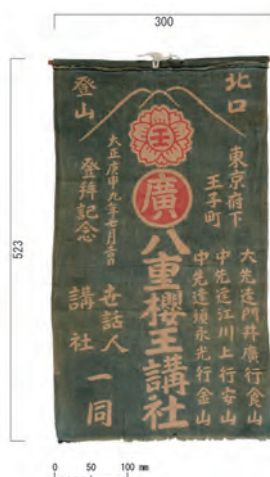 300
523
北口
登山
王
廣
東京府下
王子町
大先達門井廣行食山
中先達江川上行安山
中先達須永光行金山
八重櫻王講社
大正庚申九年七月吉日
登拜記念
世話人
講社
一同
0 50 100 mm